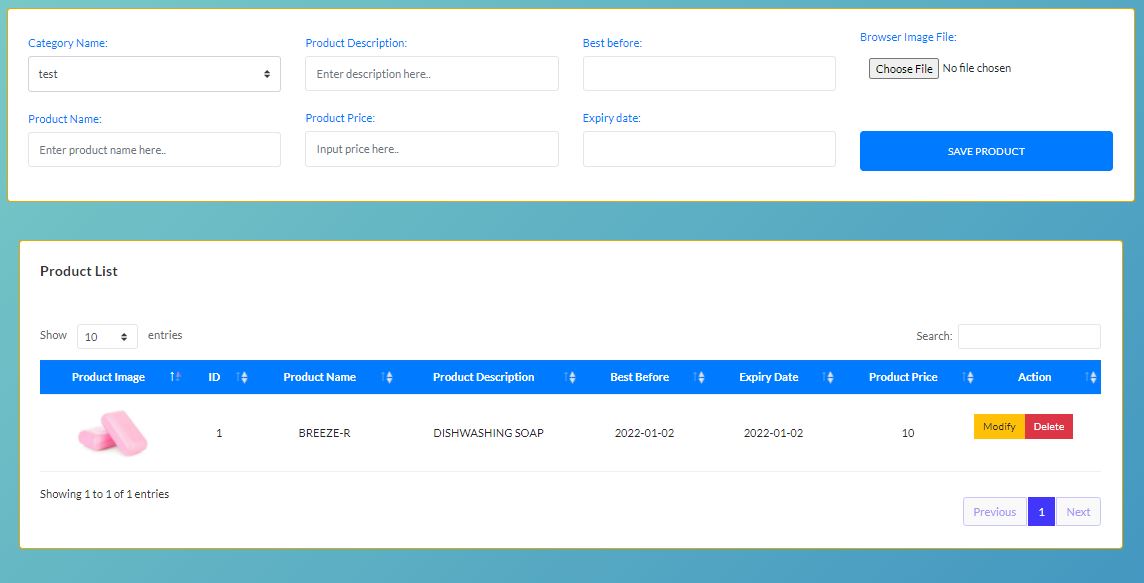 Category Name: Product Description: Best before: Browser Image File:
test Enter description here.. Choose File No file chosen
Product Name: Product Price: Expiry date:
Enter product name here.. Input price here.. SAVE PRODUCT
Product List
Show 10 entries Search:
Product Image ID Product Name Product Description Best Before Expiry Date Product Price Action
1 BREEZE-R DISHWASHING SOAP 2022-01-02 2022-01-02 10 Modify Delete
Showing 1 to 1 of 1 entries
Previous 1 Next